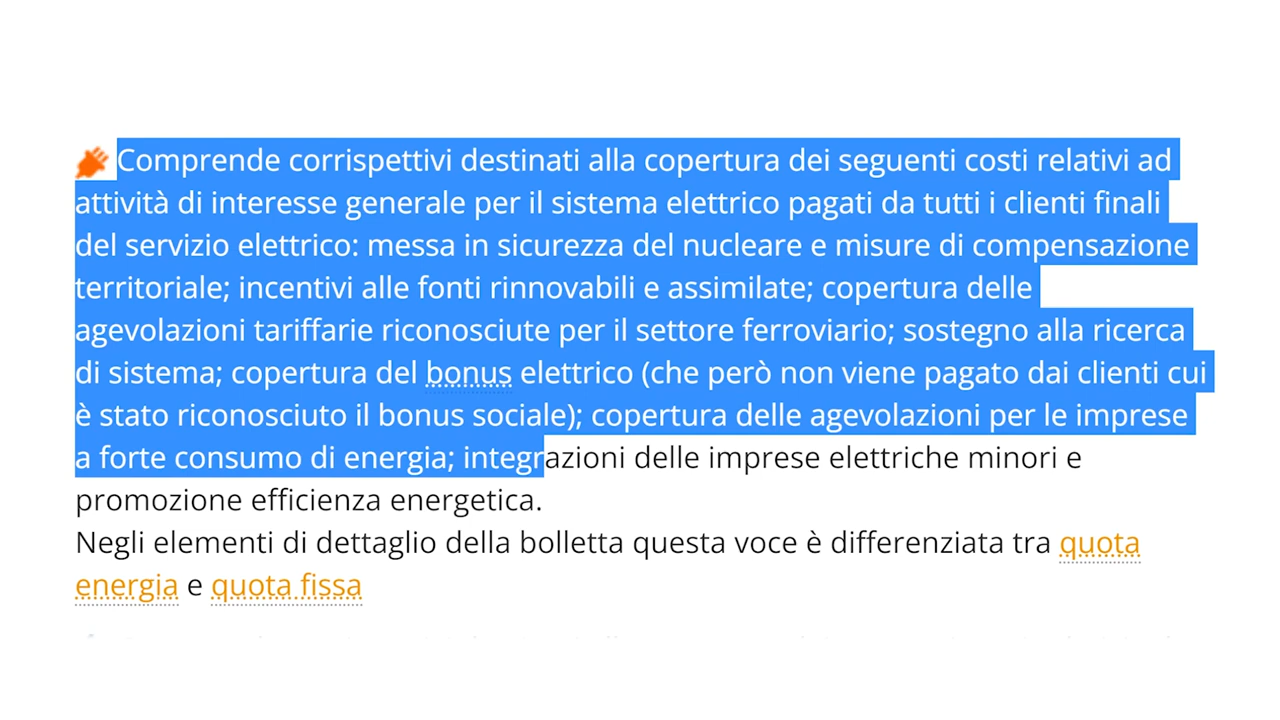 Comprende corrispettivi destinati alla copertura dei seguenti costi relativi ad
attività di interesse generale per il sistema elettrico pagati da tutti i clienti finali
del servizio elettrico: messa in sicurezza del nucleare e misure di compensazione
territoriale; incentivi alle fonti rinnovabili e assimilate; copertura delle
agevolazioni tariffarie riconosciute per il settore ferroviario; sostegno alla ricerca
di sistema; copertura del bonus elettrico (che però non viene pagato dai clienti cui
è stato riconosciuto il bonus sociale); copertura delle agevolazioni per le imprese
a forte consumo di energia; integrazioni delle imprese elettriche minori e
promozione efficienza energetica.
Negli elementi di dettaglio della bolletta questa voce è differenziata tra quota
energia e quota fissa